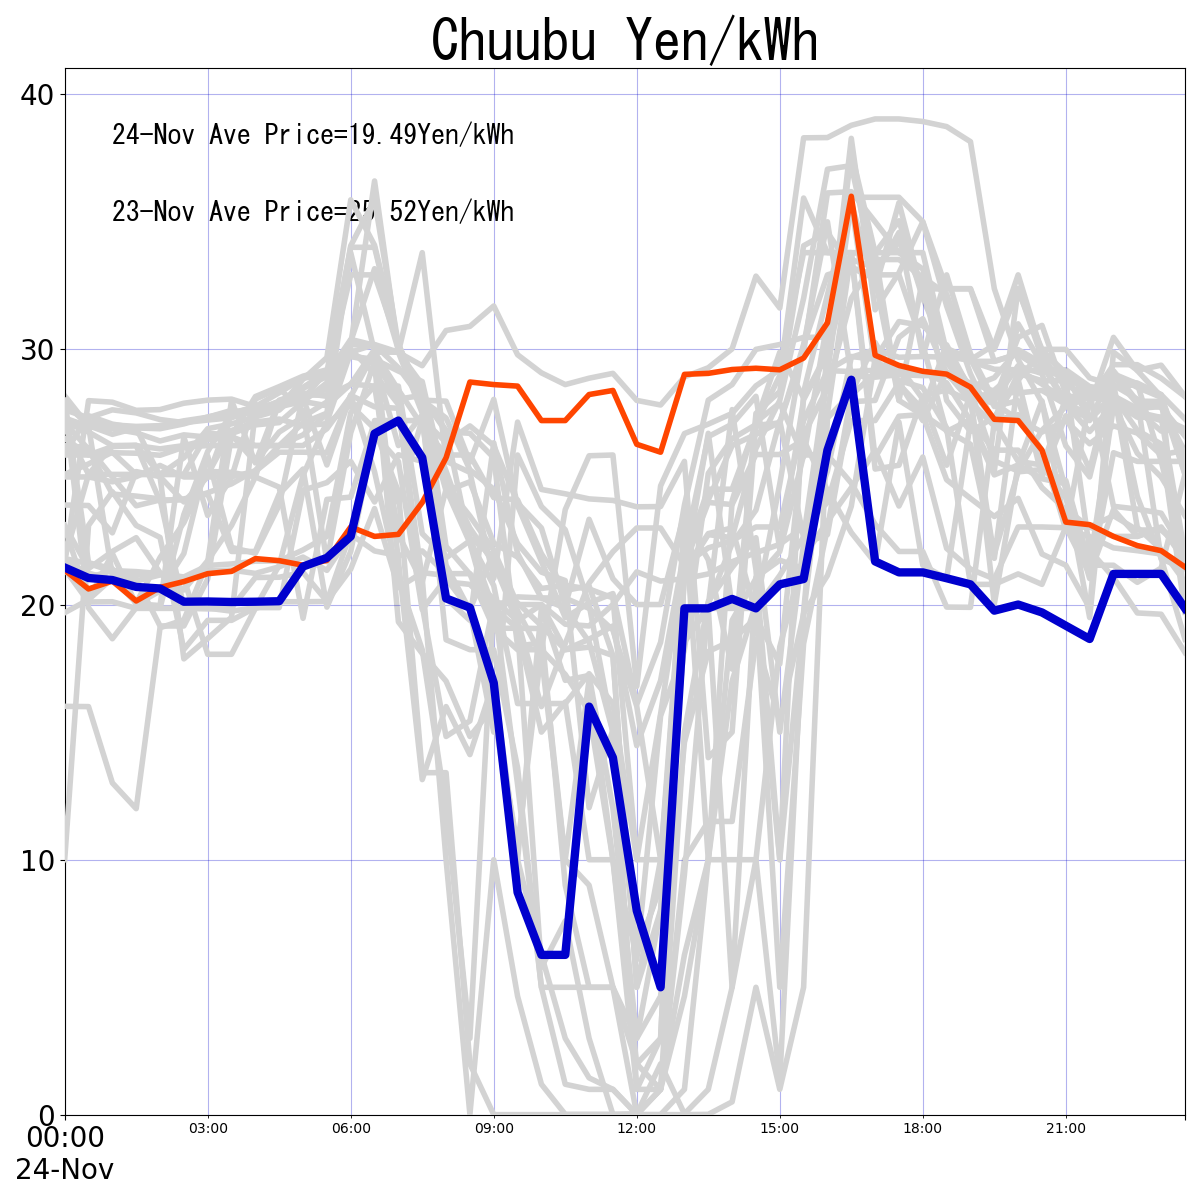 Chuubu Yen/kWh
40
24-Nov Ave Price=19.49Yen/kWh
23-Nov Ave Price=25.52Yen/kWh
30
20
10
0
00:00 03:00 06:00 09:00 12:00 15:00 18:00 21:00
24-Nov